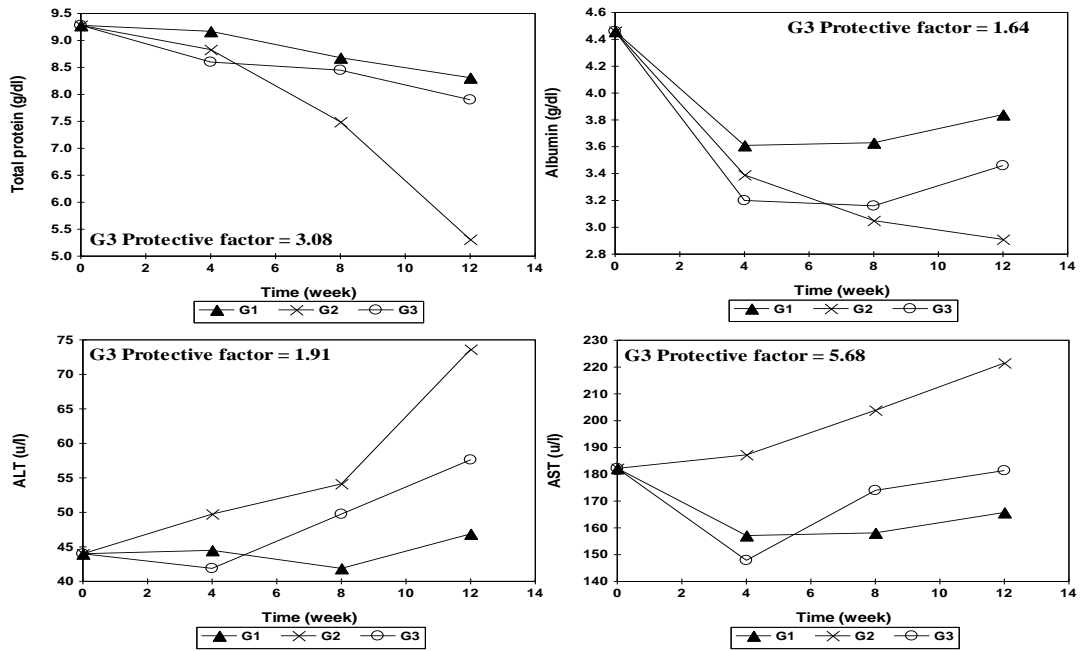 Total protein (g/dl)
9.5
9.0
8.5
8.0
7.5
7.0
6.5
6.0
5.5
5.0
G3 Protective factor = 3.08
0 2 4 6 8 10 12 14
Time (week)
G1 G2 G3
Albumin (g/dl)
4.6
4.4
4.2
4.0
3.8
3.6
3.4
3.2
3.0
2.8
G3 Protective factor = 1.64
0 2 4 6 8 10 12 14
Time (week)
G1 G2 G3
ALT (u/l)
75
70
65
60
55
50
45
40
G3 Protective factor = 1.91
0 2 4 6 8 10 12 14
Time (week)
G1 G2 G3
AST (u/l)
230
220
210
200
190
180
170
160
150
140
G3 Protective factor = 5.68
0 2 4 6 8 10 12 14
Time (week)
G1 G2 G3